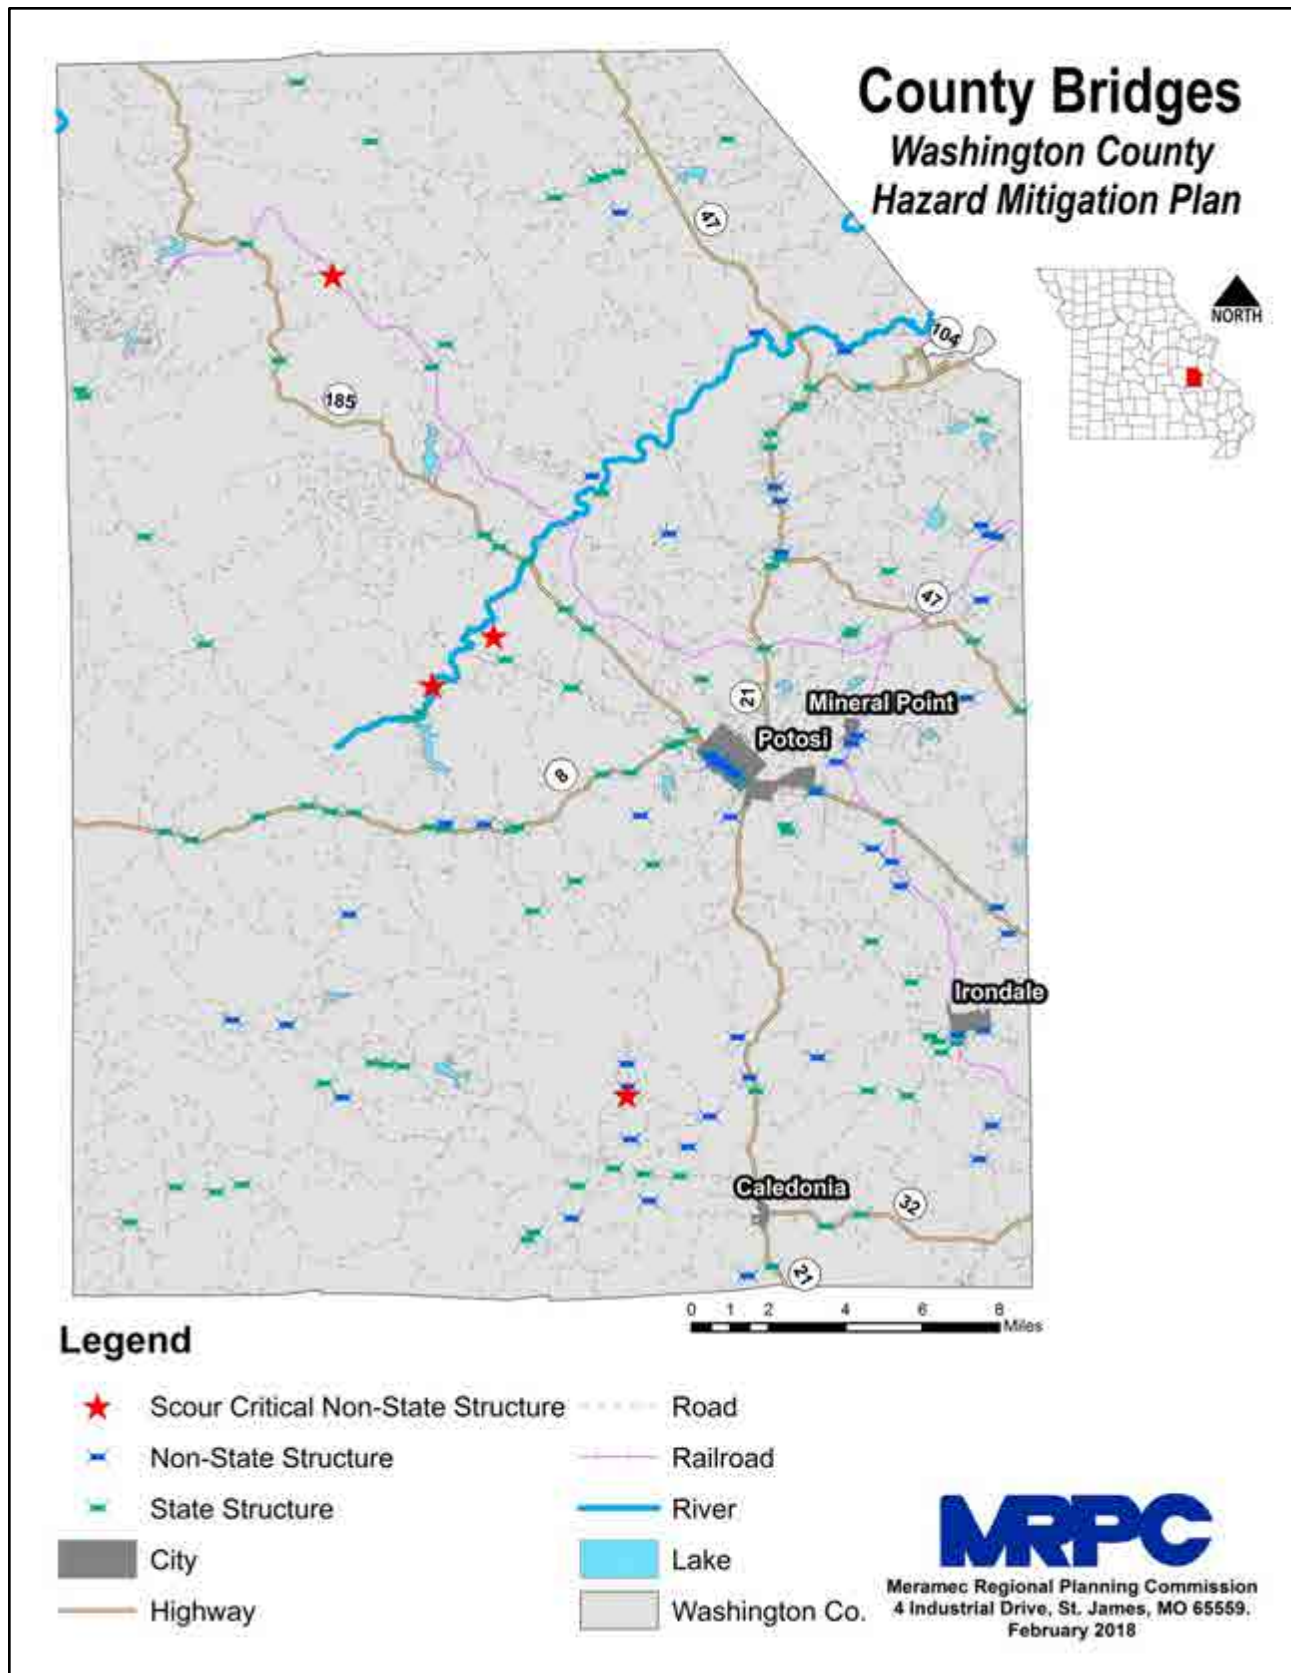 County Bridges
Washington County
Hazard Mitigation Plan
47
NORTH
104
185
47
21
Mineral Point
Potosi
8
Irondale
Caledonia
32
21
0 1 2 4 6 8
Miles
Legend
Scour Critical Non-State Structure
Non-State Structure
State Structure
City
Highway
Road
Railroad
River
Lake
Washington Co.
MRPC
Meramec Regional Planning Commission
4 Industrial Drive, St. James, MO 65559.
February 2018